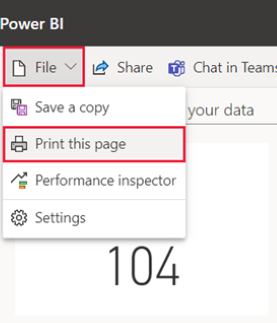 Power BI
File Share Chat in Teams
Save a copy
your data
Print this page
Performance inspector
Settings
104